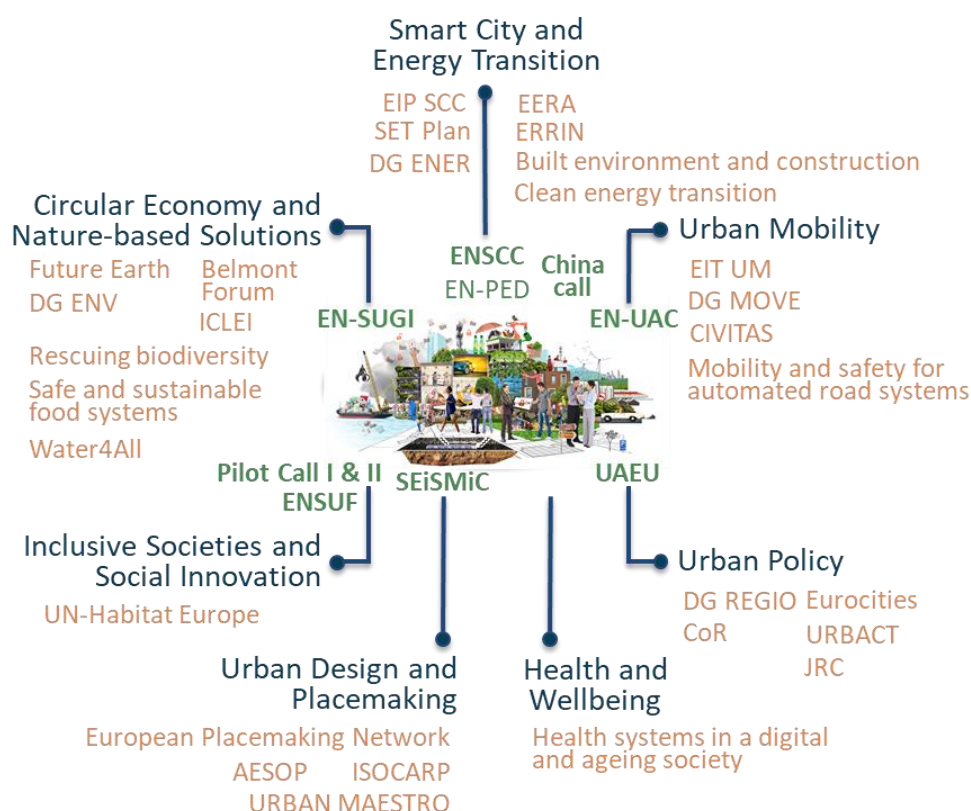 Smart City and
Energy Transition
EIP SCC
SET Plan
DG ENER
EERA
ERRIN
Built environment and construction
Clean energy transition
Circular Economy and
Nature-based Solutions
Future Earth
DG ENV
Belmont
Forum
ICLEI
Rescuing biodiversity
Safe and sustainable
food systems
Water4All
Urban Mobility
EIT UM
DG MOVE
CIVITAS
Mobility and safety for
automated road systems
ENSCC
EN-PED
China
call
EN-SUGI
EN-UAC
Pilot Call I & II
ENSUF
SEiSMiC
UAEU
Inclusive Societies and
Social Innovation
UN-Habitat Europe
Urban Policy
DG REGIO
CoR
Eurocities
URBACT
JRC
Urban Design and
Placemaking
European Placemaking Network
AESOP
ISOCARP
URBAN MAESTRO
Health and
Wellbeing
Health systems in a digital
and ageing society